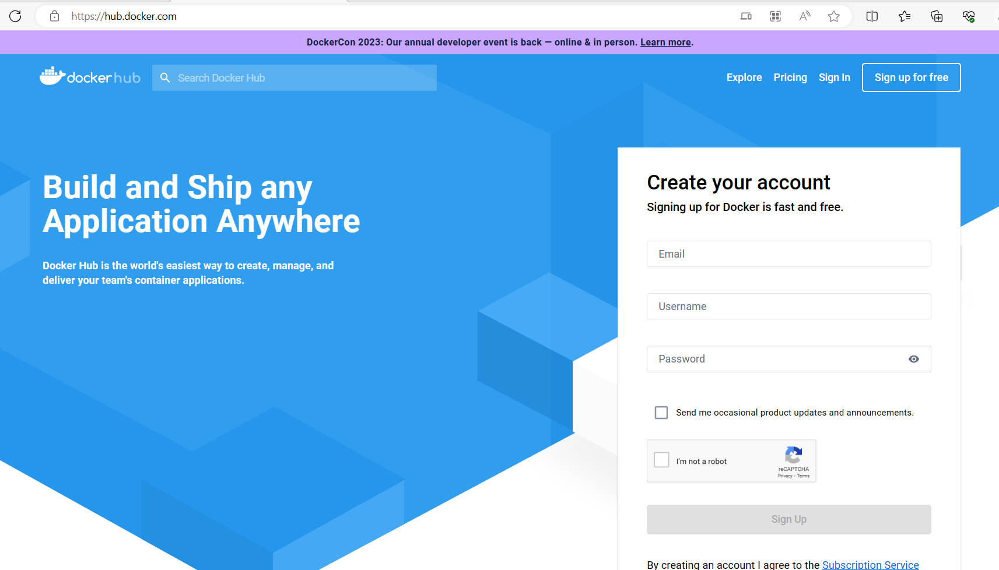 https://hub.docker.com
DockerCon 2023: Our annual developer event is back — online & in person. Learn more.
docker hub
Search Docker Hub
Explore
Pricing
Sign In
Sign up for free
Build and Ship any
Application Anywhere
Docker Hub is the world's easiest way to create, manage, and
deliver your team's container applications.
Create your account
Signing up for Docker is fast and free.
Email
Username
Password
Send me occasional product updates and announcements.
I'm not a robot
reCAPTCHA
Privacy - Terms
Sign Up
By creating an account I agree to the Subscription Service